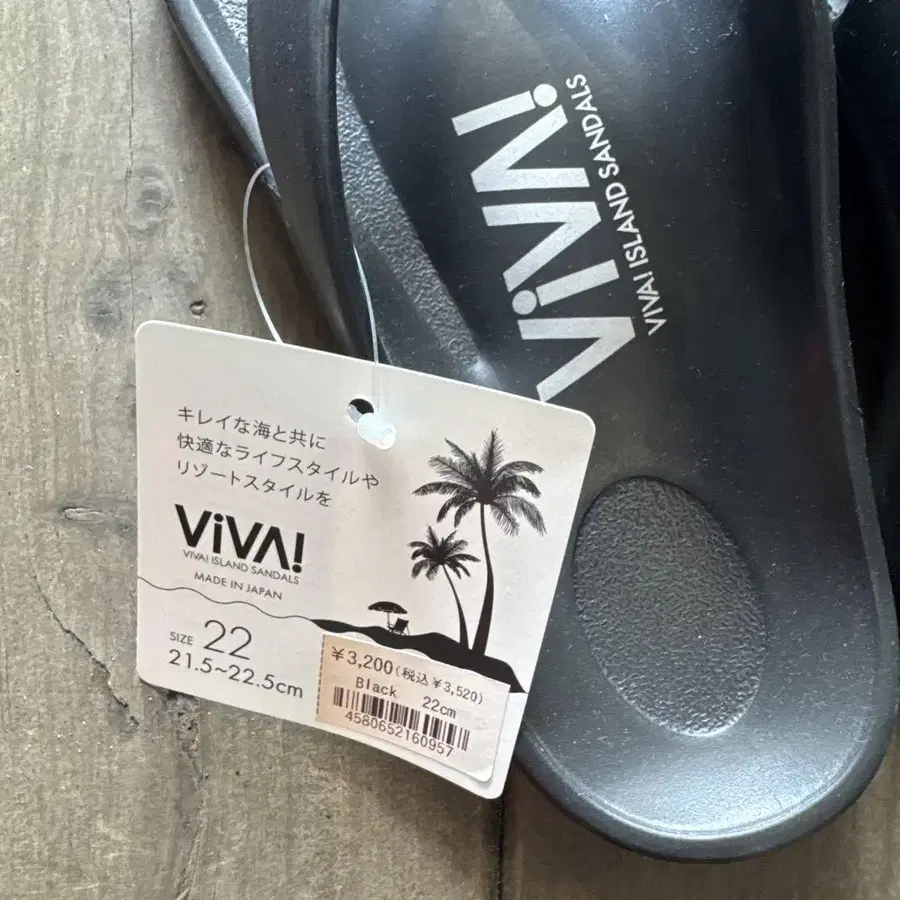 ViVA!
VIVA! ISLAND SANDALS
キレイな海と共に
快適なライフスタイルや
リゾートスタイルを
ViVA!
VIVA! ISLAND SANDALS
MADE IN JAPAN
SIZE 22
21.5~22.5cm
￥3,200(税込￥3,520)
Black 22cm
4580652160957